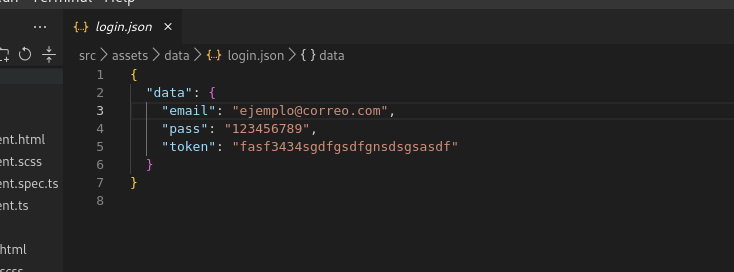 Terminal Help
login.json
src > assets > data > {..} login.json > { } data
1 {
2 "data": {
3 "email": "ejemplo@correo.com",
4 "pass": "123456789",
5 "token": "fasf3434sgdfgsdfgnsdsgsasdf"
6 }
7 }
8
ent.html
ent.scss
ent.spec.ts
ent.ts
html
scss